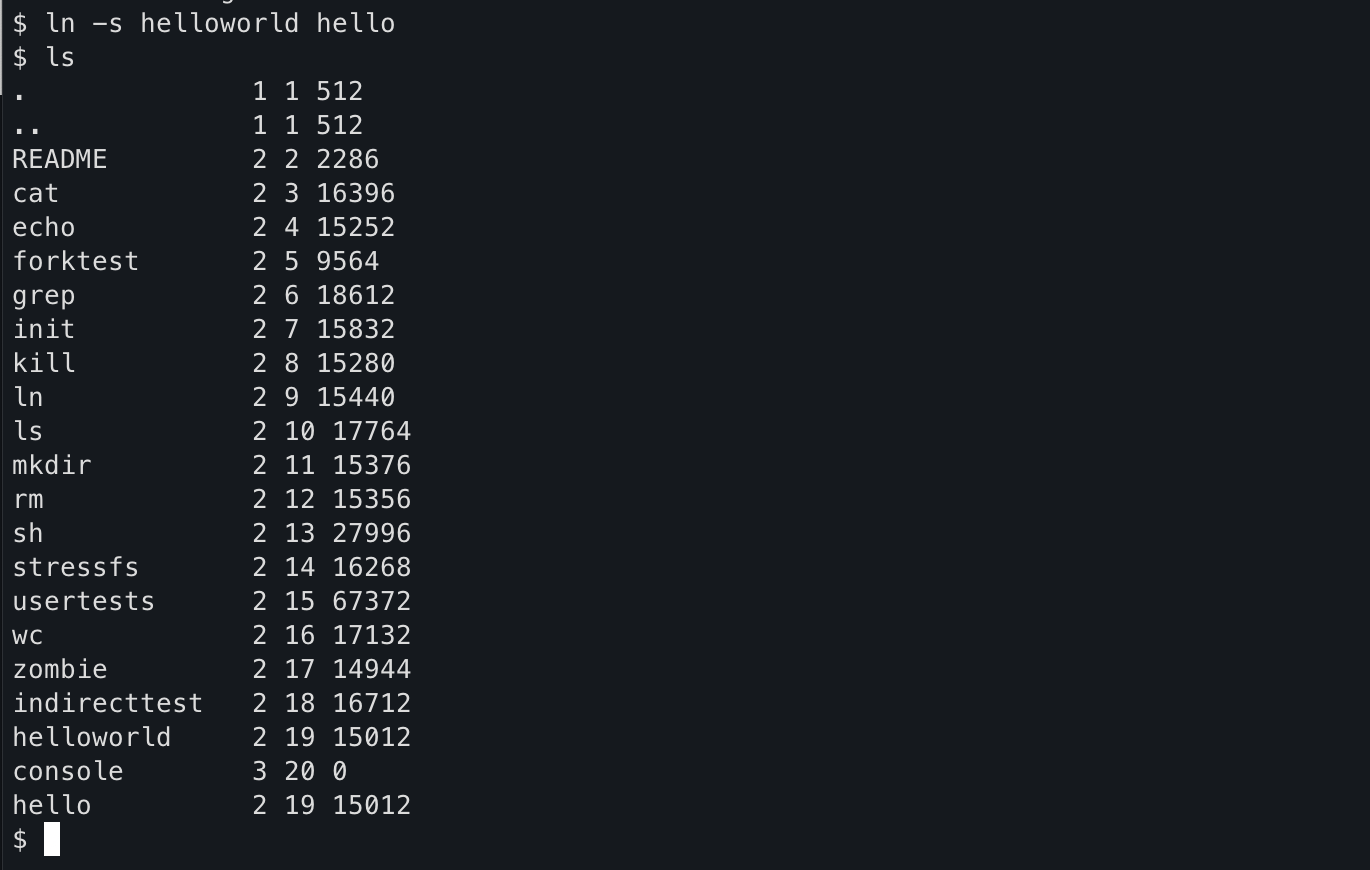 $ ln -s helloworld hello
$ ls
. 1 1 512
.. 1 1 512
README 2 2 2286
cat 2 3 16396
echo 2 4 15252
forktest 2 5 9564
grep 2 6 18612
init 2 7 15832
kill 2 8 15280
ln 2 9 15440
ls 2 10 17764
mkdir 2 11 15376
rm 2 12 15356
sh 2 13 27996
stressfs 2 14 16268
usertests 2 15 67372
wc 2 16 17132
zombie 2 17 14944
indirecttest 2 18 16712
helloworld 2 19 15012
console 3 20 0
hello 2 19 15012
$